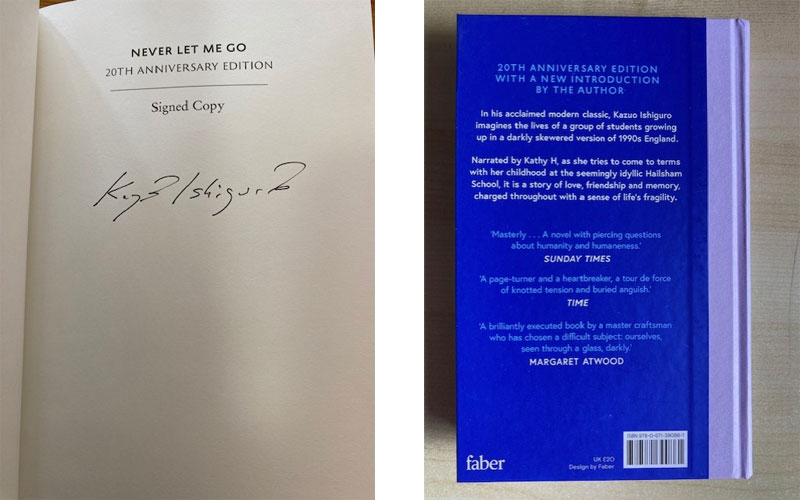 NEVER LET ME GO
20TH ANNIVERSARY EDITION
Signed Copy
Kazuo Ishiguro
20TH ANNIVERSARY EDITION
WITH A NEW INTRODUCTION
BY THE AUTHOR
In his acclaimed modern classic, Kazuo Ishiguro
imagines the lives of a group of students growing
up in a darkly skewered version of 1990s England.
Narrated by Kathy H, as she tries to come to terms
with her childhood at the seemingly idyllic Hailsham
School, it is a story of love, friendship and memory,
charged throughout with a sense of life's fragility.
'Masterly . . . A novel with piercing questions
about humanity and humaneness.'
SUNDAY TIMES
'A page-turner and a heartbreaker, a tour de force
of knotted tension and buried anguish.'
TIME
'A brilliantly executed book by a master craftsman
who has chosen a difficult subject: ourselves,
seen through a glass, darkly.'
MARGARET ATWOOD
faber
UK £20
Design by Faber